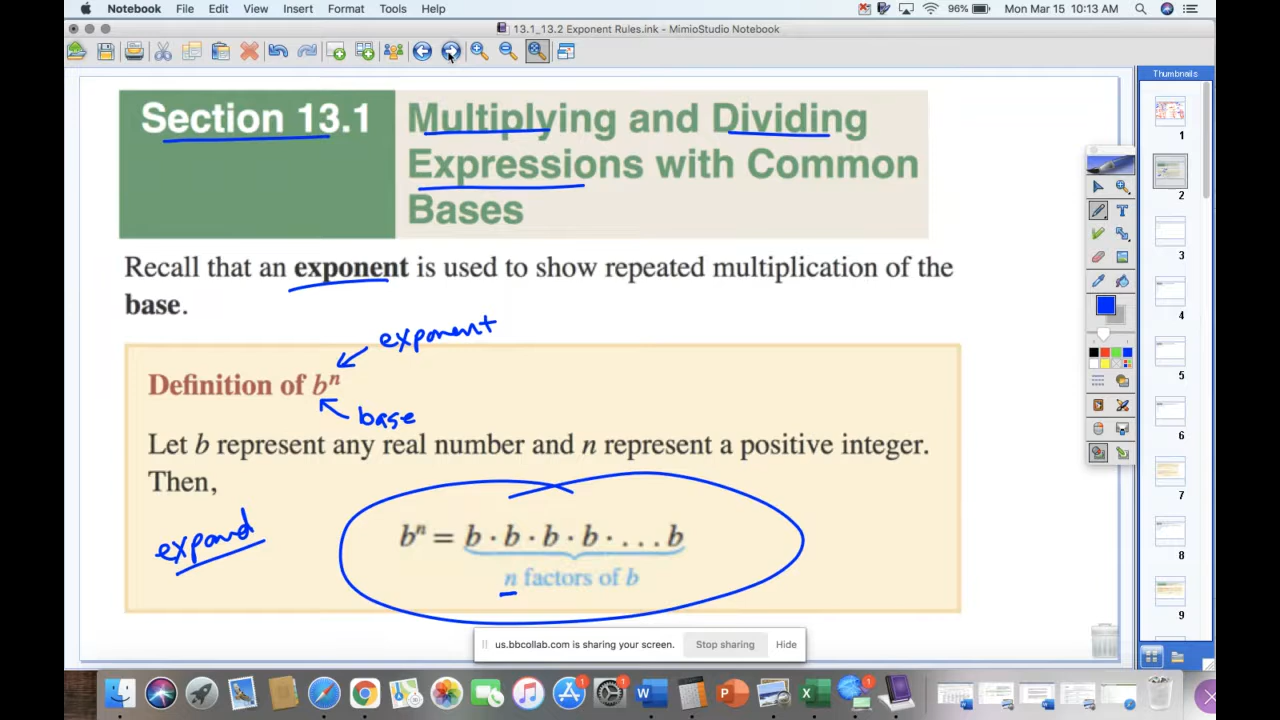 Notebook File Edit View Insert Format Tools Help 96% Mon Mar 15 10:13 AM
13.1_13.2 Exponent Rules.ink - MimioStudio Notebook
Thumbnails
Section 13.1
Multiplying and Dividing
Expressions with Common
Bases
Recall that an exponent is used to show repeated multiplication of the
base.
exponent
Definition of bⁿ
base
Let b represent any real number and n represent a positive integer.
Then,
expand
bⁿ = b · b · b · b · . . . b
n factors of b
us.bbcollab.com is sharing your screen. Stop sharing Hide
1
2
3
4
5
6
7
8
9
T
1
1
1
W
P
X